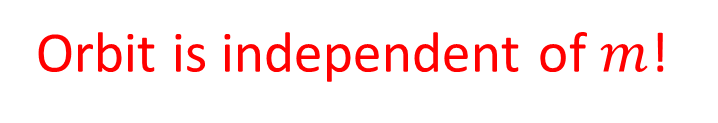 Orbit is independent of m!